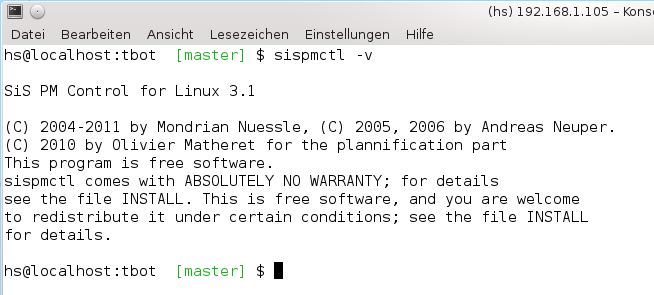 (hs) 192.168.1.105 – Kons
Datei Bearbeiten Ansicht Lesezeichen Einstellungen Hilfe
hs@localhost:tbot [master] $ sispmctl -v
SiS PM Control for Linux 3.1
(C) 2004-2011 by Mondrian Nuessle, (C) 2005, 2006 by Andreas Neuper.
(C) 2010 by Olivier Matheret for the plannification part
This program is free software.
sispmctl comes with ABSOLUTELY NO WARRANTY; for details
see the file INSTALL. This is free software, and you are welcome
to redistribute it under certain conditions; see the file INSTALL
for details.
hs@localhost:tbot [master] $